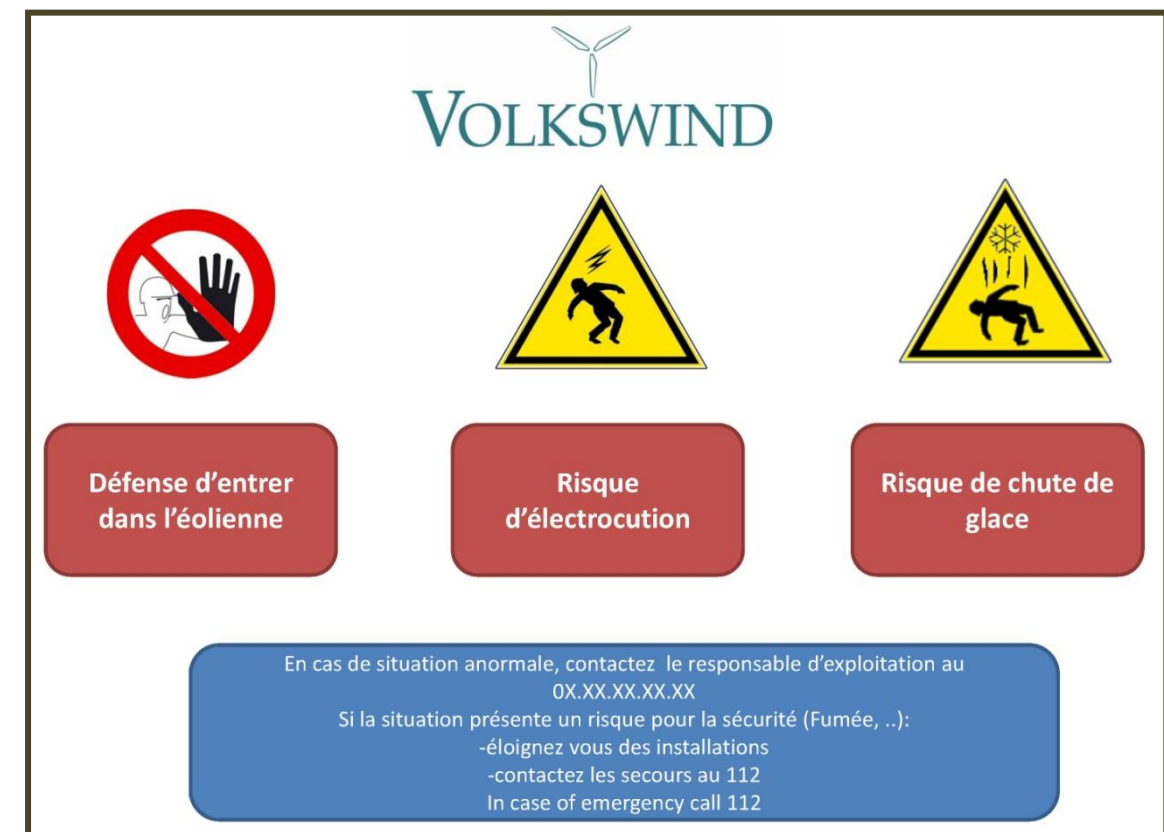 VOLKSWIND
Défense d'entrer
dans l'éolienne
Risque
d'électrocution
Risque de chute de
glace
En cas de situation anormale, contactez le responsable d'exploitation au
0X.XX.XX.XX.XX
Si la situation présente un risque pour la sécurité (Fumée, ..):
-éloignez vous des installations
-contactez les secours au 112
In case of emergency call 112